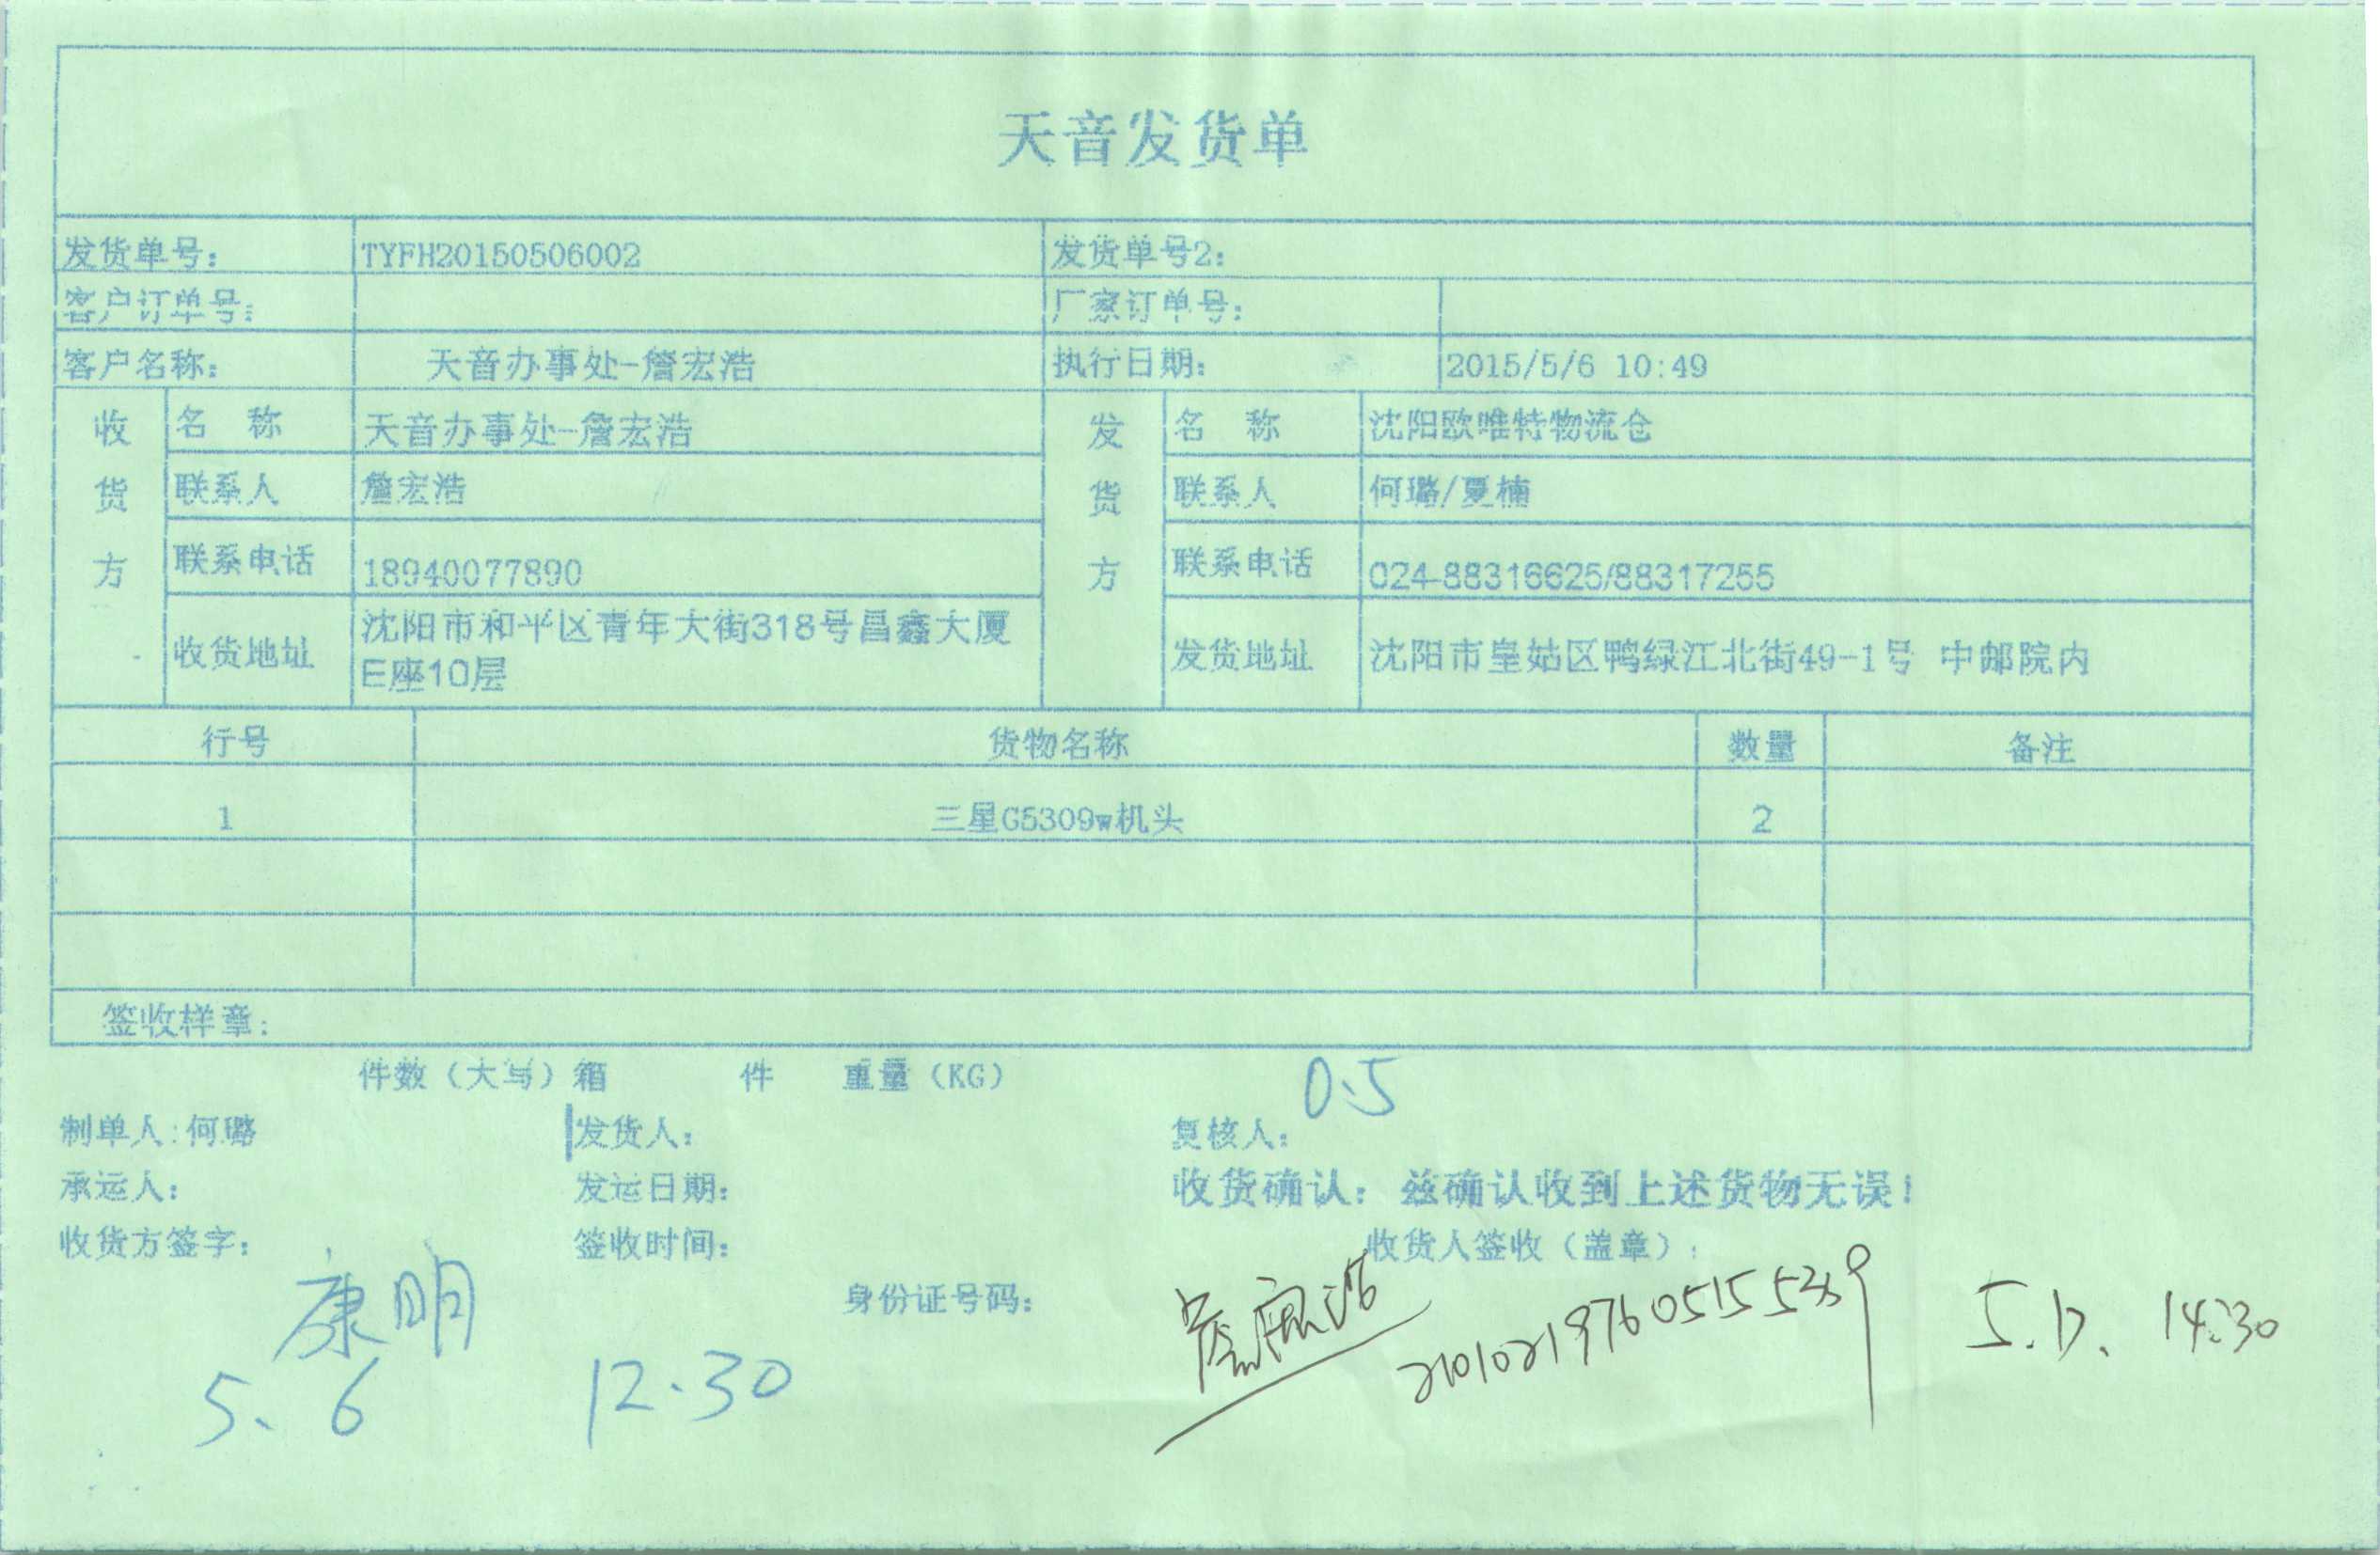 天音发货单
发货单号： TYFH20150506002 发货单号2：
客户订单号： 厂家订单号：
客户名称： 天音办事处-詹宏浩 执行日期： 2015/5/6 10:49
收货方 发货方
名 称 天音办事处-詹宏浩 名 称 沈阳欧唯特物流仓
联系人 詹宏浩 联系人 何璐/夏楠
联系电话 18940077890 联系电话 024-88316625/88317255
收货地址 沈阳市和平区青年大街318号昌鑫大厦
E座10层 发货地址 沈阳市皇姑区鸭绿江北街49-1号 中邮院内
行号 货物名称 数量 备注
1 三星G5309w机头 2
签收样章：
件数（大写）箱 件 重量（KG） 0.5
制单人：何璐 发货人： 复核人：
承运人： 发运日期： 收货确认：兹确认收到上述货物无误！
收货方签字： 签收时间： 收货人签收（盖章）：
康明 身份证号码： 詹宏浩
5、6 12.30 14:30